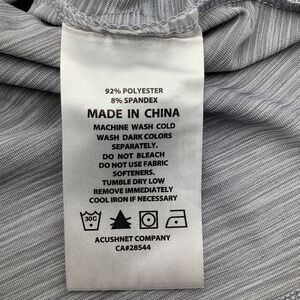 92% POLYESTER
8% SPANDEX
MADE IN CHINA
MACHINE WASH COLD
WASH DARK COLORS
SEPARATELY.
DO NOT BLEACH
DO NOT USE FABRIC
SOFTENERS.
TUMBLE DRY LOW
REMOVE IMMEDIATELY
COOL IRON IF NECESSARY
30C
ACUSHNET COMPANY
CA#28544